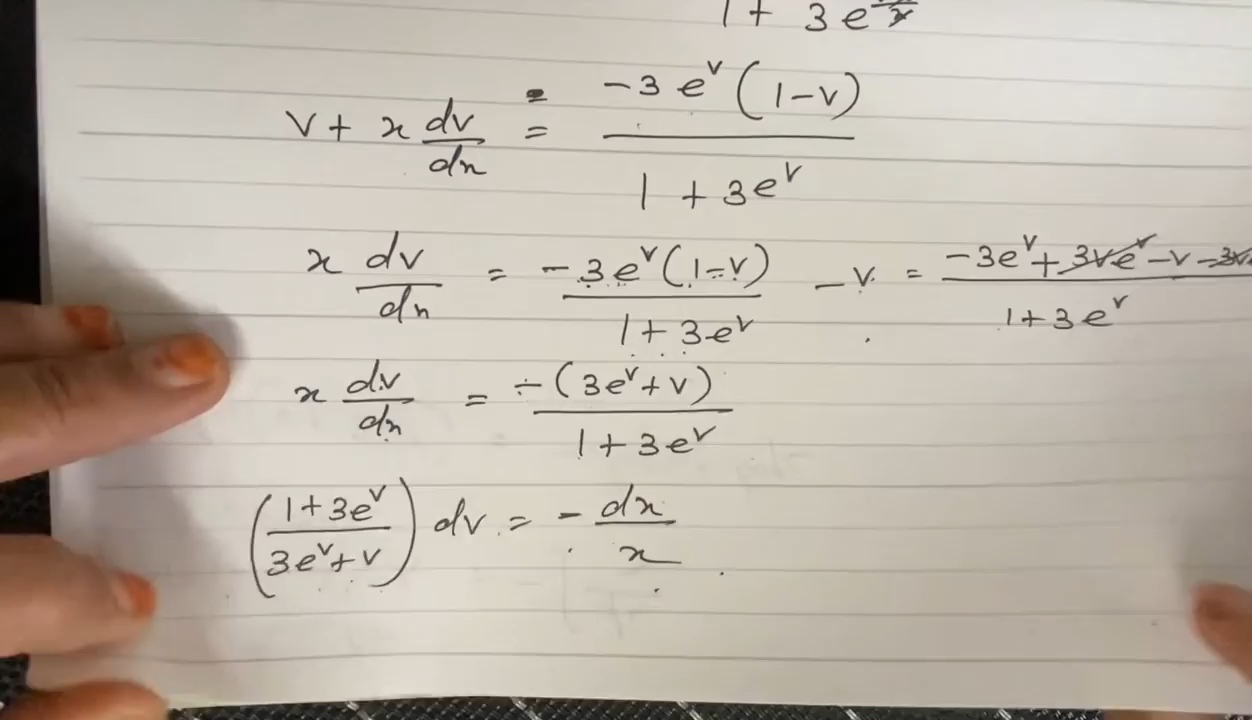 1 + 3e
v + x dv/dx = -3e^v (1-v) / 1 + 3e^v
x dv/dx = -3e^v (1-v) / 1+3e^v - v = -3e^v + 3ve^v - v - 3v / 1+3e^v
x dv/dx = -(3e^v + v) / 1+3e^v
(1+3e^v / 3e^v + v) dv = - dx/x